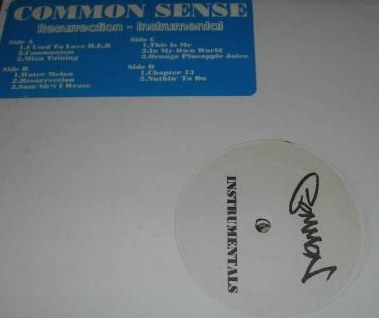 COMMON SENSE
Resurrection - Instrumental
Side A
1.I Used To Love H.E.R
2.Communism
3.Mien Taining
Side B
1.Water Melon
2.Resurrection
3.Sum Sh't I Wrote
Side C
1.This Is Me
2.In My Own World
3.Orange Pineapple Juice
Side D
1.Chapter 13
2.Nuthin' To Do
Common
INSTRUMENTALS